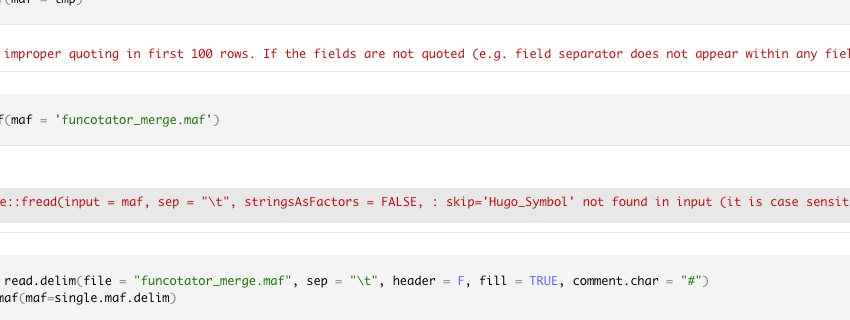 (maf = tmp)
improper quoting in first 100 rows. If the fields are not quoted (e.g. field separator does not appear within any fiel
f(maf = 'funcotator_merge.maf')
e::fread(input = maf, sep = "\t", stringsAsFactors = FALSE, : skip='Hugo_Symbol' not found in input (it is case sensit
read.delim(file = "funcotator_merge.maf", sep = "\t", header = F, fill = TRUE, comment.char = "#")
maf(maf=single.maf.delim)